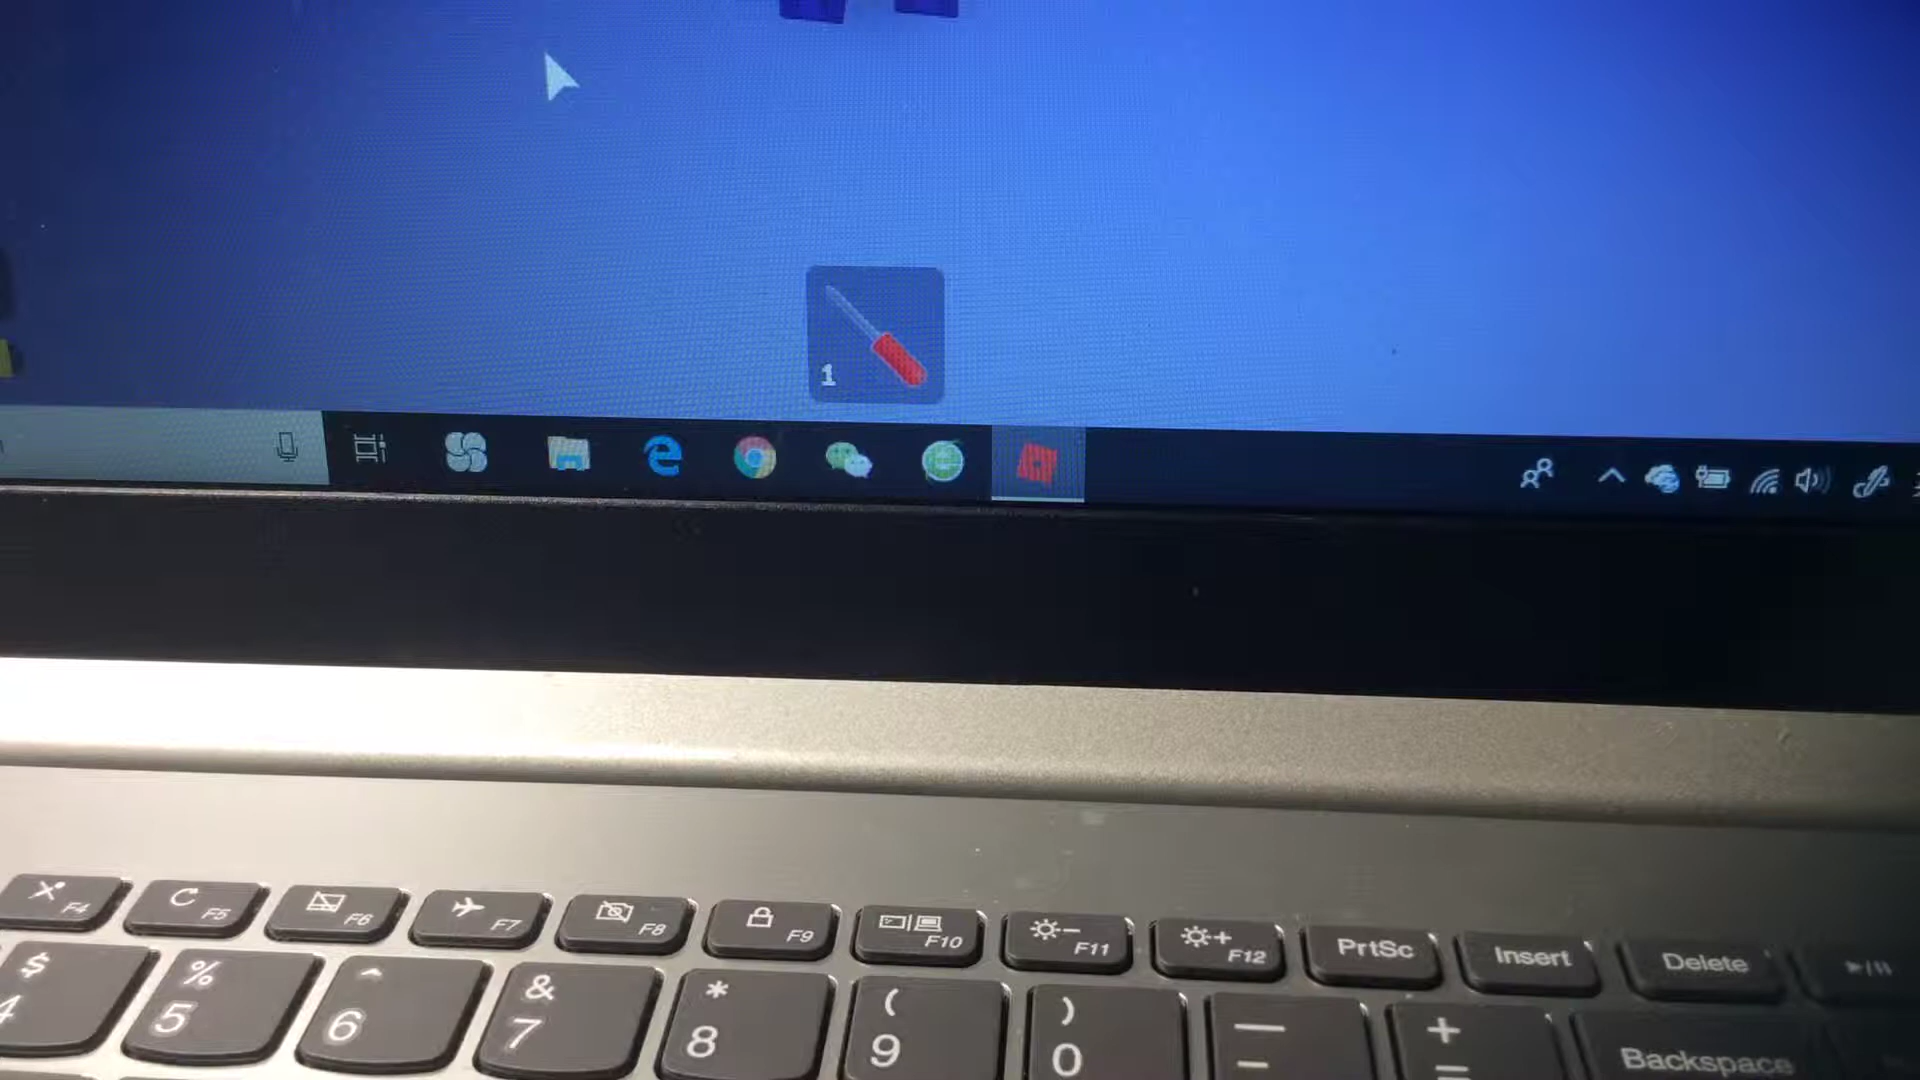 1
F4 F5 F6 F7 F8 F9 F10 F11 F12 PrtSc Insert Delete
$ % ^ & * ( ) — +
4 5 6 7 8 9 0 - = Backspace